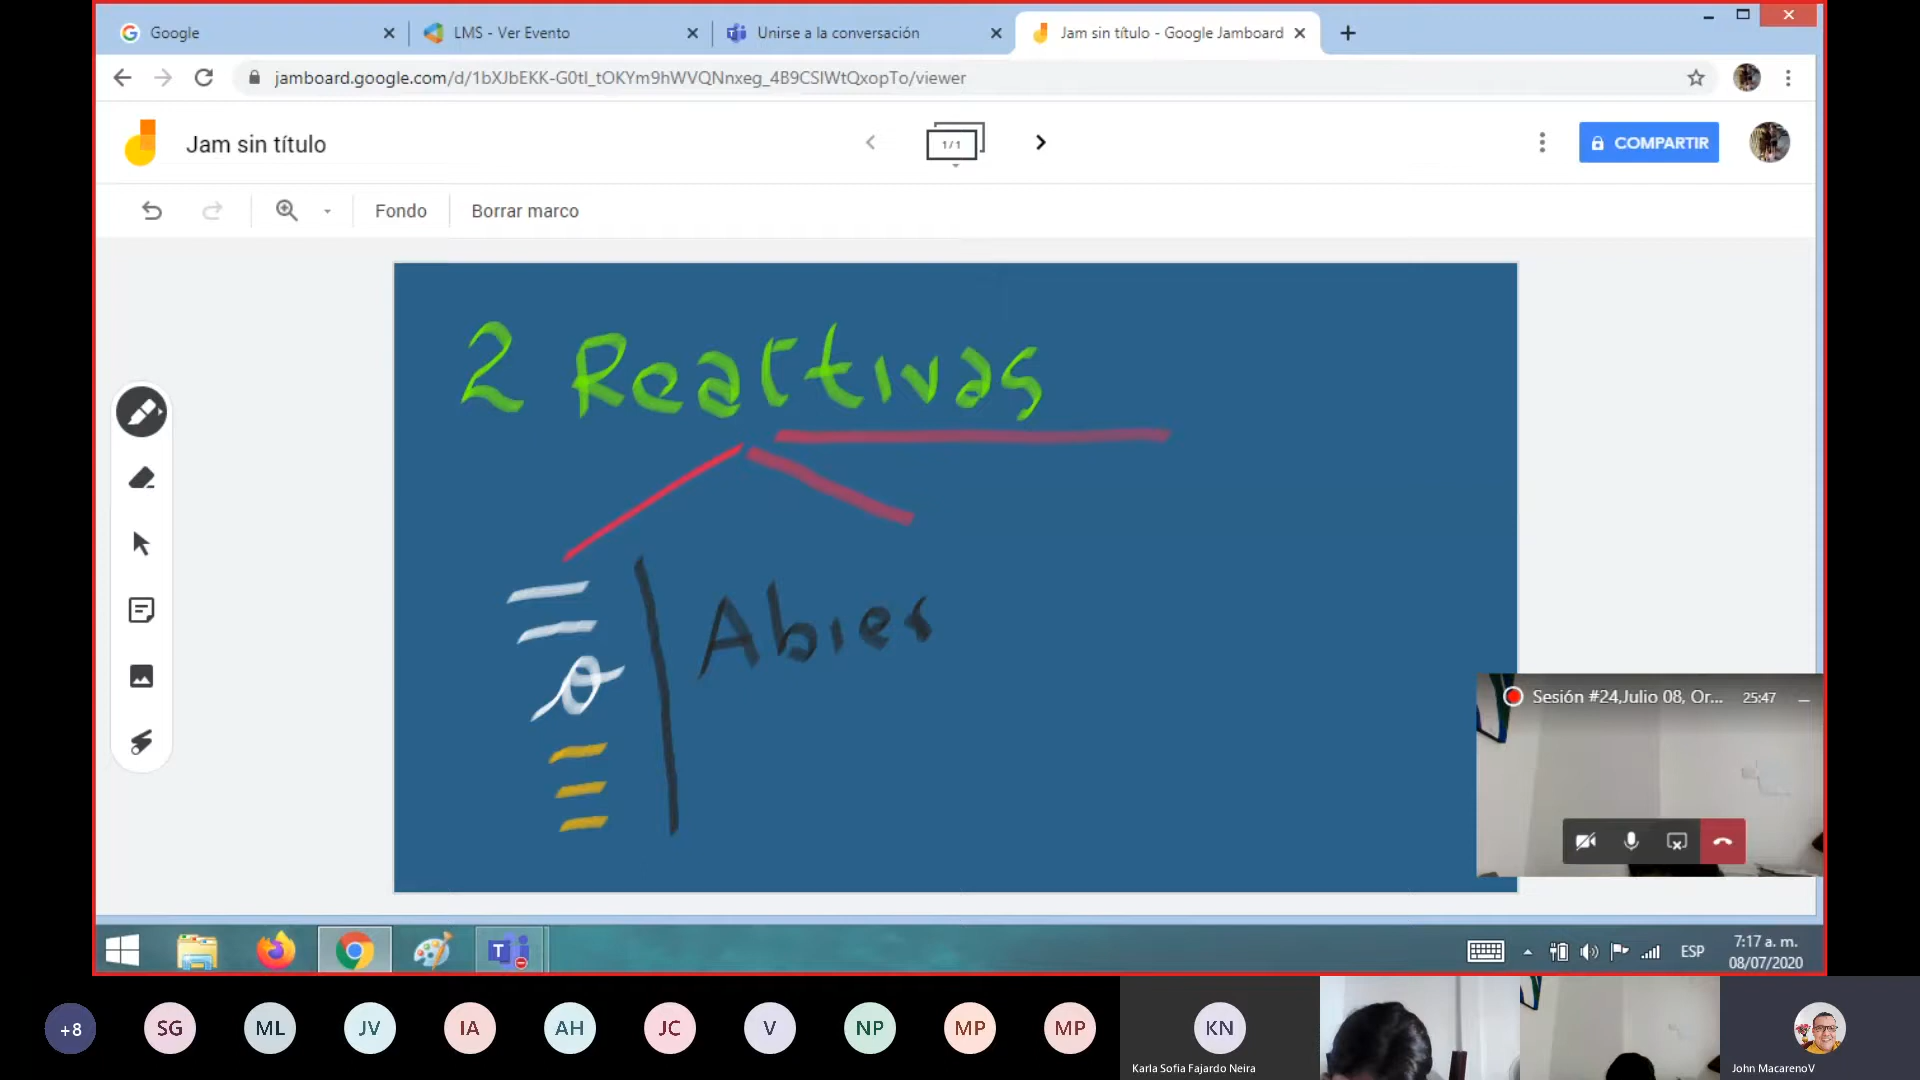 Google
LMS - Ver Evento
Unirse a la conversación
Jam sin título - Google Jamboard
jamboard.google.com/d/1bXJbEKK-G0tI_tOKYm9hWVQNnxeg_4B9CSIWtQxopTo/viewer
Jam sin título
1/1
COMPARTIR
Fondo
Borrar marco
2 Reactivas
Abier
Sesión #24,Julio 08, Or...
25:47
ESP
7:17 a. m.
08/07/2020
+8
SG
ML
JV
IA
AH
JC
V
NP
MP
MP
KN
Karla Sofia Fajardo Neira
John MacarenoV